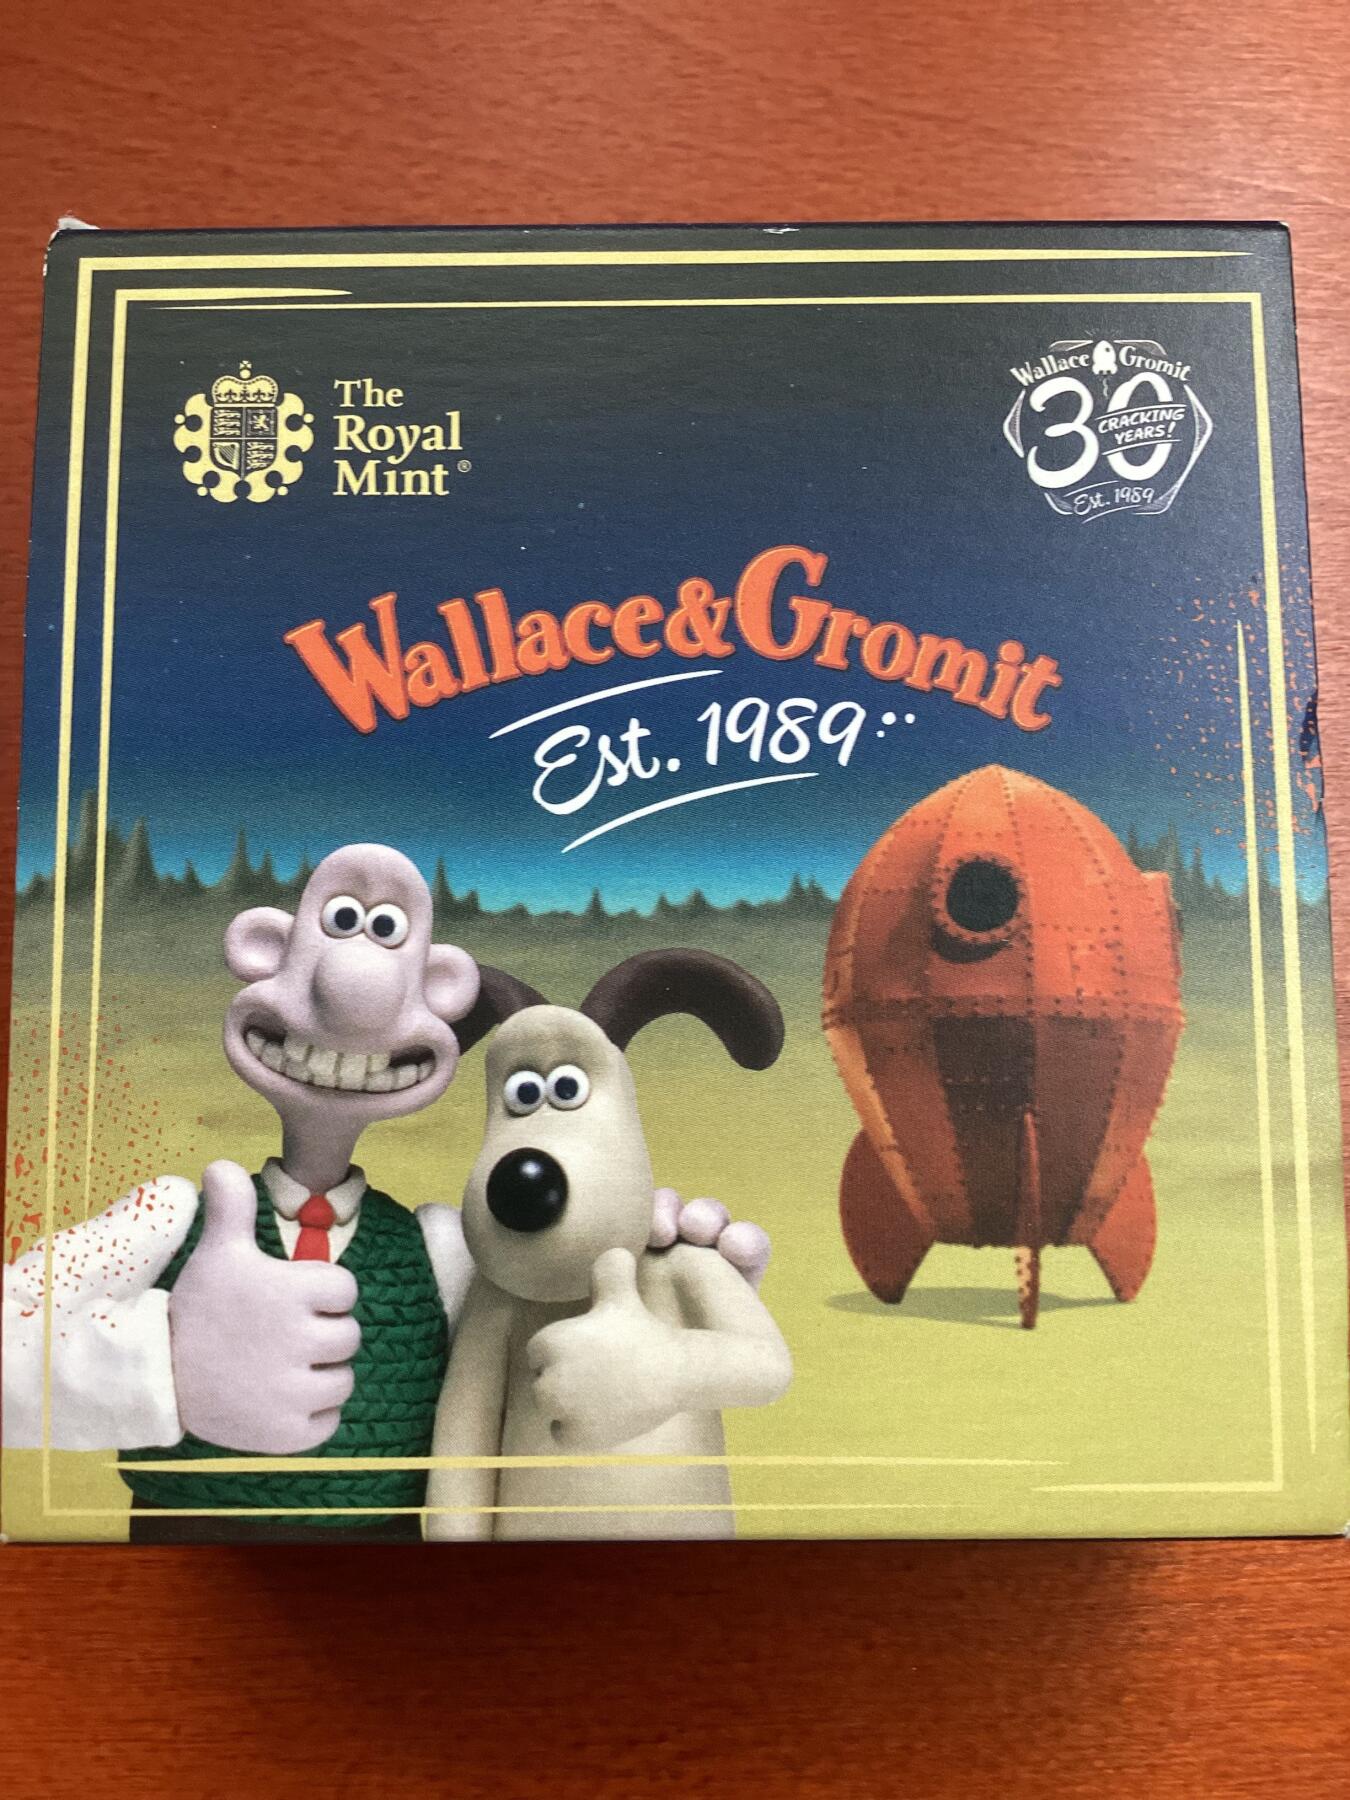 The
Royal
Mint®
Wallace Gromit
30
CRACKING
YEARS!
Est. 1989
Wallace & Gromit
Est. 1989